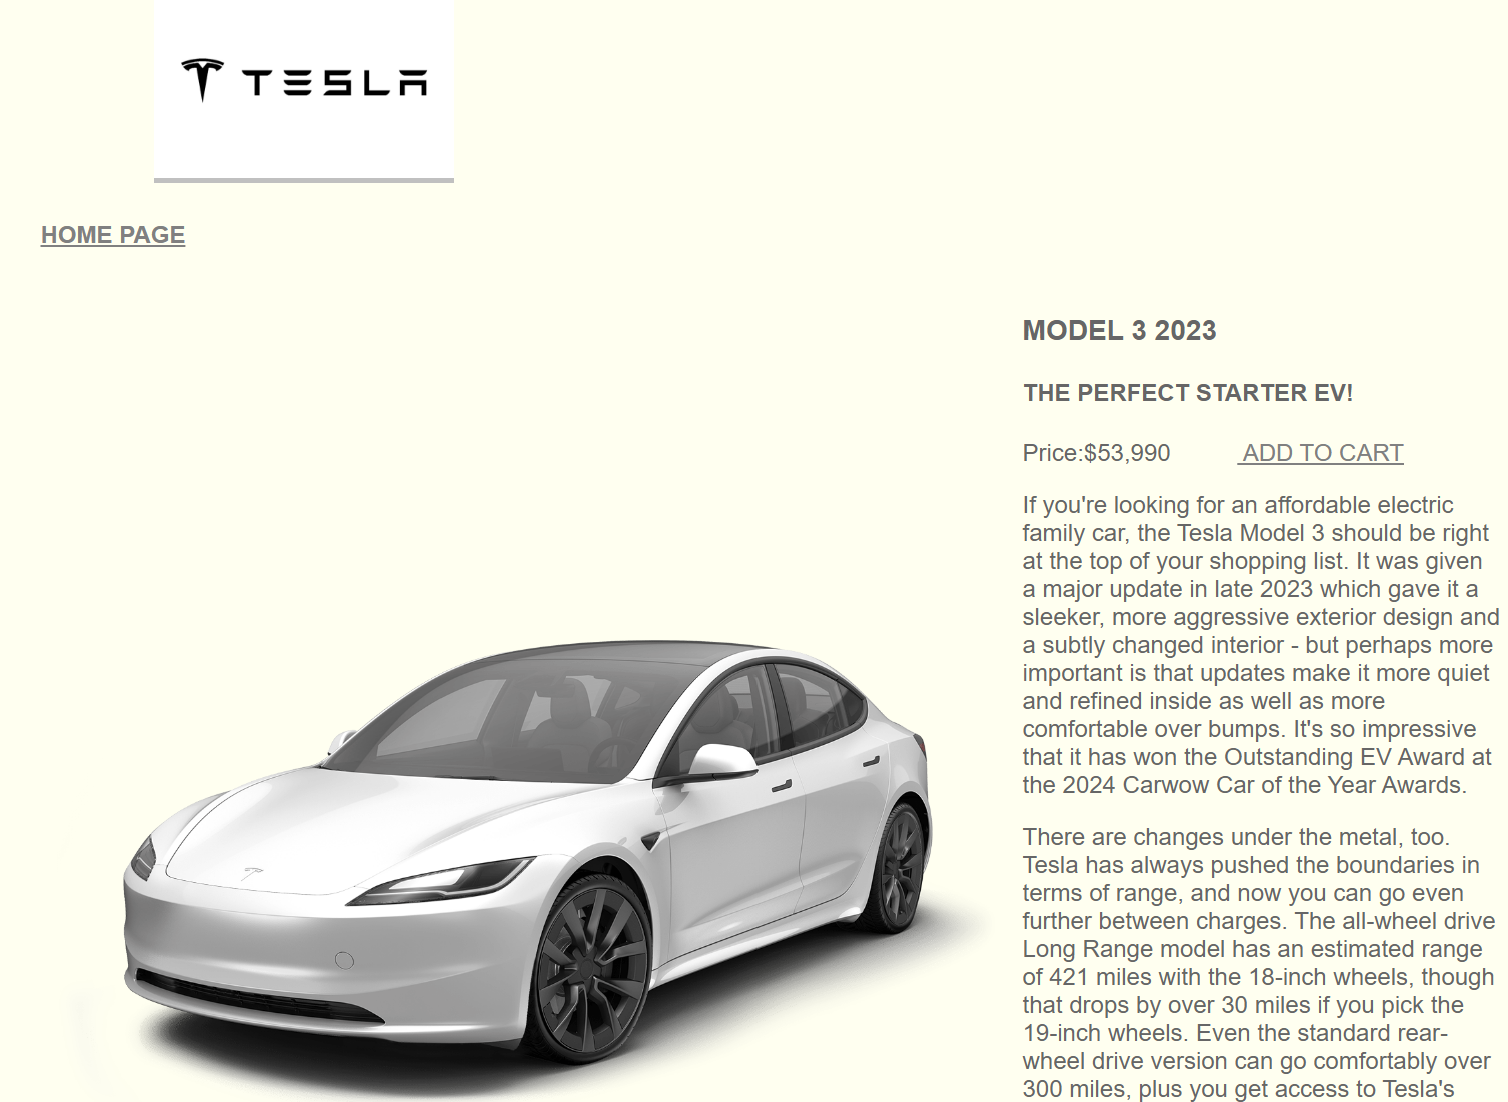 TESLA
HOME PAGE
MODEL 3 2023
THE PERFECT STARTER EV!
Price:$53,990 ADD TO CART
If you're looking for an affordable electric
family car, the Tesla Model 3 should be right
at the top of your shopping list. It was given
a major update in late 2023 which gave it a
sleeker, more aggressive exterior design and
a subtly changed interior - but perhaps more
important is that updates make it more quiet
and refined inside as well as more
comfortable over bumps. It's so impressive
that it has won the Outstanding EV Award at
the 2024 Carwow Car of the Year Awards.
There are changes under the metal, too.
Tesla has always pushed the boundaries in
terms of range, and now you can go even
further between charges. The all-wheel drive
Long Range model has an estimated range
of 421 miles with the 18-inch wheels, though
that drops by over 30 miles if you pick the
19-inch wheels. Even the standard rear-
wheel drive version can go comfortably over
300 miles, plus you get access to Tesla's